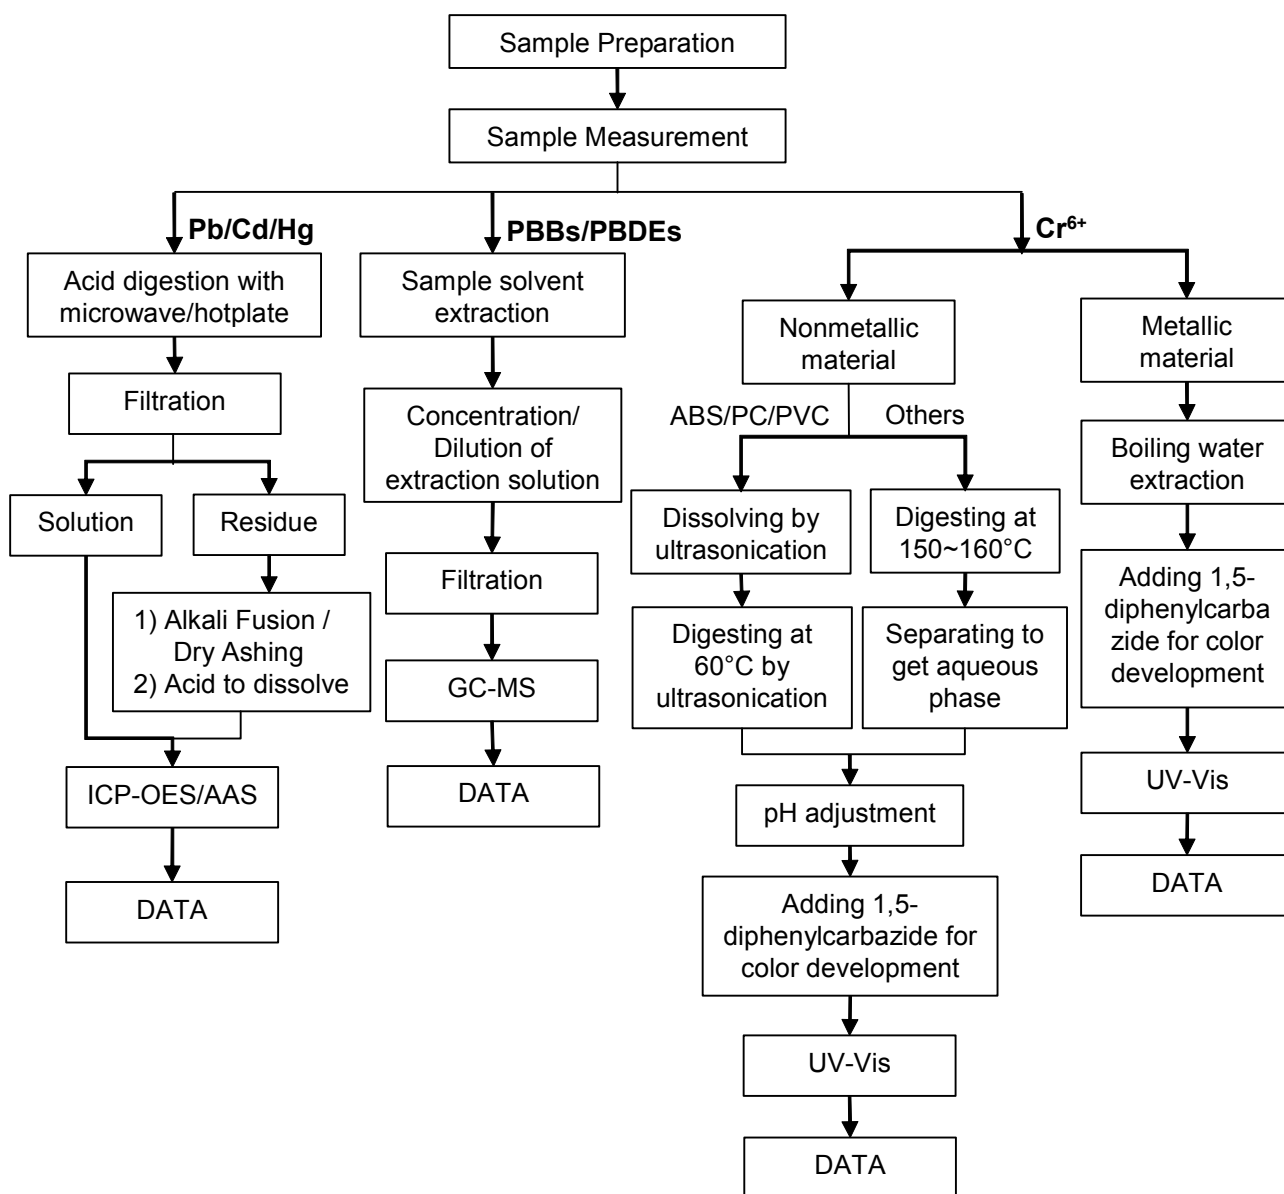 Sample Preparation
Sample Measurement
Pb/Cd/Hg
PBBs/PBDEs
Cr⁶⁺
Acid digestion with
microwave/hotplate
Filtration
Solution
Residue
1) Alkali Fusion /
Dry Ashing
2) Acid to dissolve
ICP-OES/AAS
DATA
Sample solvent
extraction
Concentration/
Dilution of
extraction solution
Filtration
GC-MS
DATA
Nonmetallic
material
ABS/PC/PVC
Others
Dissolving by
ultrasonication
Digesting at
60°C by
ultrasonication
Digesting at
150~160°C
Separating to
get aqueous
phase
pH adjustment
Adding 1,5-
diphenylcarbazide for
color development
UV-Vis
DATA
Metallic
material
Boiling water
extraction
Adding 1,5-
diphenylcarba
zide for color
development
UV-Vis
DATA